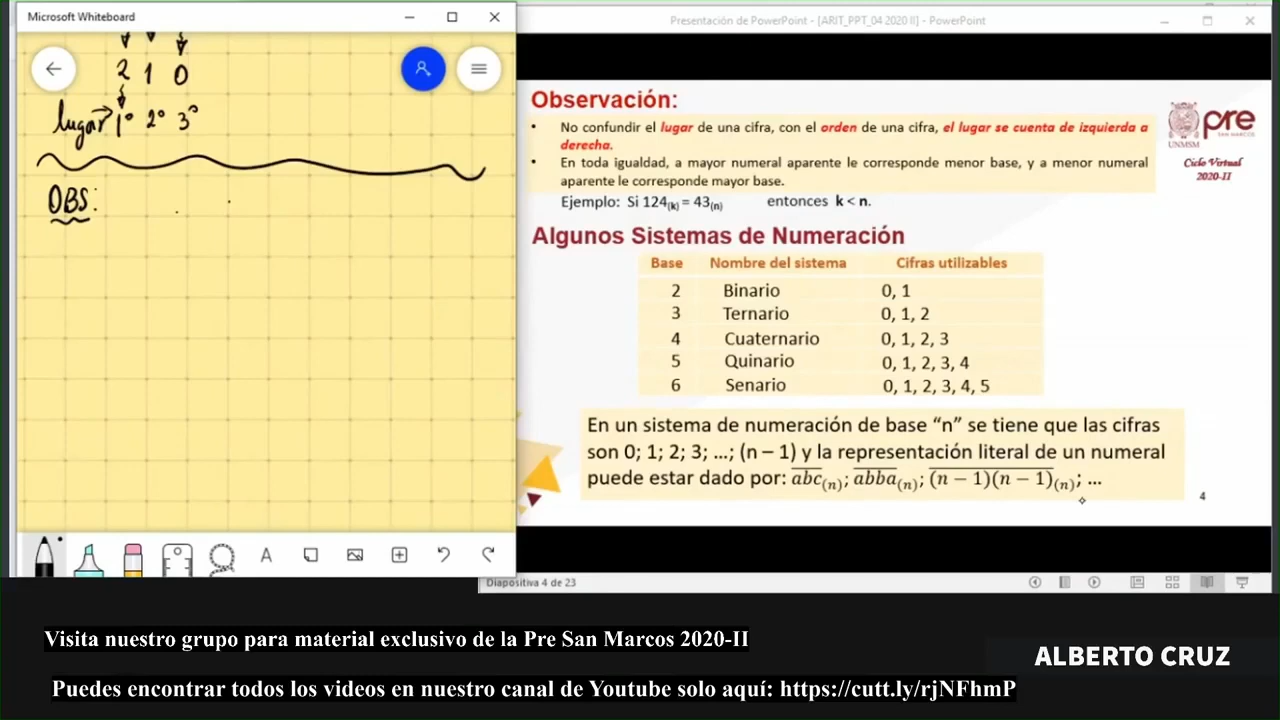 Microsoft Whiteboard
2 1 0
lugar → 1° 2° 3°
OBS:
Presentación de PowerPoint - [ARIT_PPT_04 2020 II] - PowerPoint
Observación:
• No confundir el lugar de una cifra, con el orden de una cifra, el lugar se cuenta de izquierda a
derecha.
• En toda igualdad, a mayor numeral aparente le corresponde menor base, y a menor numeral
aparente le corresponde mayor base.
Ejemplo: Si 124(k) = 43(n) entonces k < n.
UNMSM
pre
SAN MARCOS
Ciclo Virtual
2020-II
Algunos Sistemas de Numeración
Base Nombre del sistema Cifras utilizables
2 Binario 0, 1
3 Ternario 0, 1, 2
4 Cuaternario 0, 1, 2, 3
5 Quinario 0, 1, 2, 3, 4
6 Senario 0, 1, 2, 3, 4, 5
En un sistema de numeración de base “n” se tiene que las cifras
son 0; 1; 2; 3; ...; (n – 1) y la representación literal de un numeral
puede estar dado por: a̅b̅c̅(n); a̅b̅b̅a̅(n); (n − 1)(n − 1)(n); ...
4
A
Diapositiva 4 de 23
Visita nuestro grupo para material exclusivo de la Pre San Marcos 2020-II
ALBERTO CRUZ
Puedes encontrar todos los videos en nuestro canal de Youtube solo aquí: https://cutt.ly/rjNFhmP